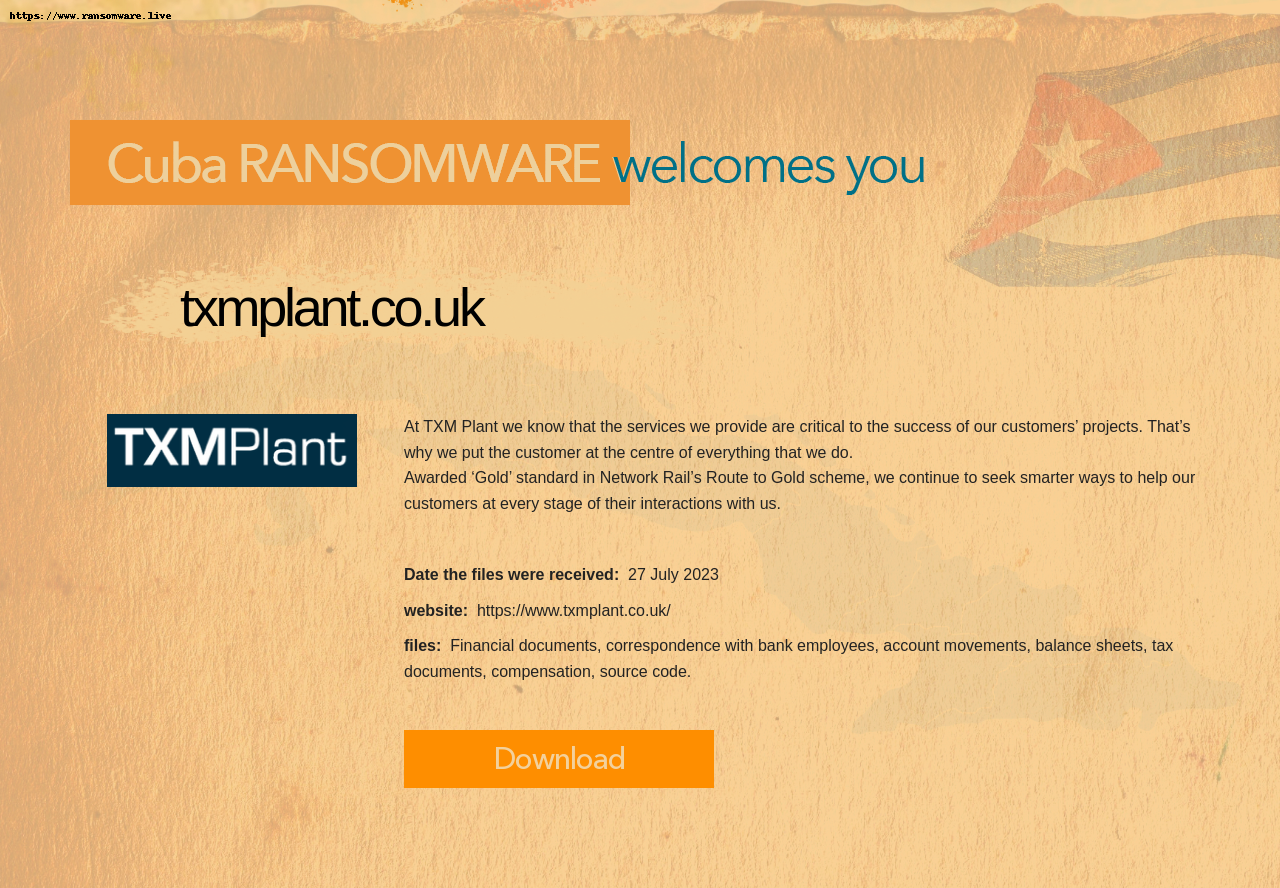 https://www.ransomware.live
Cuba RANSOMWARE welcomes you
txmplant.co.uk
TXMPlant
At TXM Plant we know that the services we provide are critical to the success of our customers’ projects. That’s
why we put the customer at the centre of everything that we do.
Awarded ‘Gold’ standard in Network Rail’s Route to Gold scheme, we continue to seek smarter ways to help our
customers at every stage of their interactions with us.
Date the files were received: 27 July 2023
website: https://www.txmplant.co.uk/
files: Financial documents, correspondence with bank employees, account movements, balance sheets, tax
documents, compensation, source code.
Download